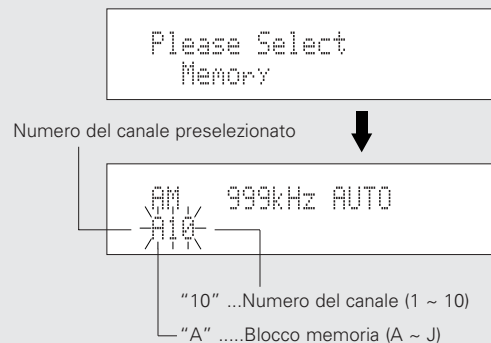 Please Select
Memory
Numero del canale preselezionato
AM 999kHz AUTO
A10
"10" ...Numero del canale (1 ~ 10)
"A" .....Blocco memoria (A ~ J)